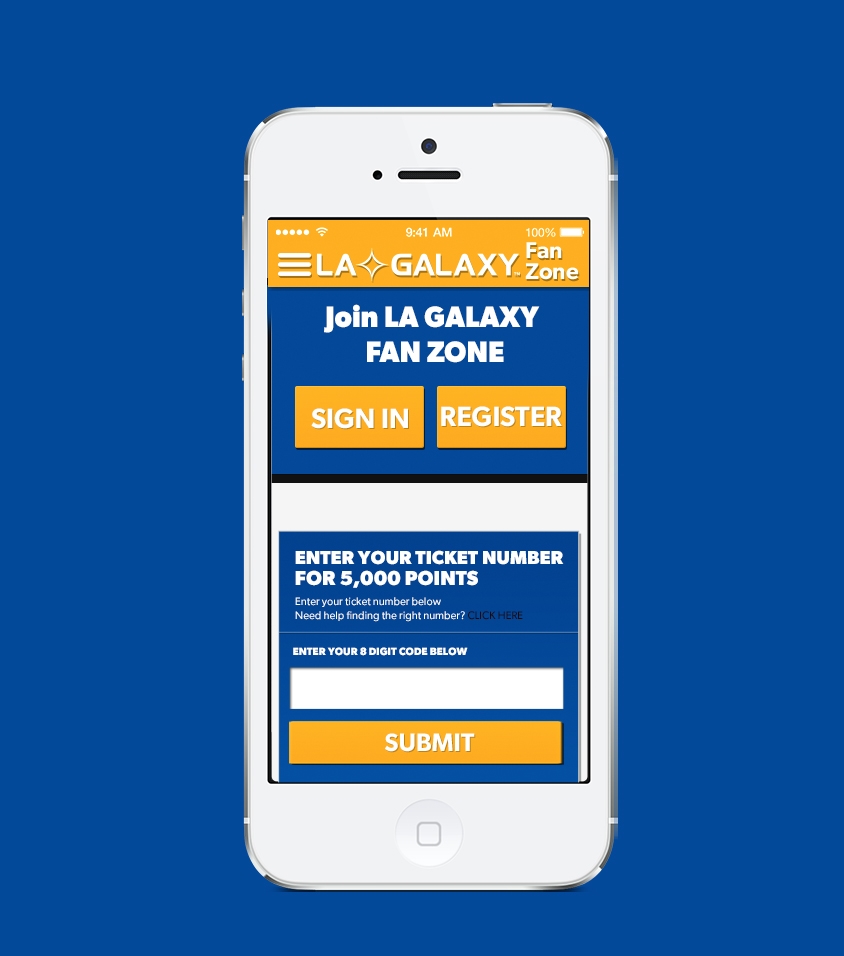 9:41 AM 100%
LA GALAXY™ Fan Zone
Join LA GALAXY
FAN ZONE
SIGN IN REGISTER
ENTER YOUR TICKET NUMBER
FOR 5,000 POINTS
Enter your ticket number below
Need help finding the right number? CLICK HERE
ENTER YOUR 8 DIGIT CODE BELOW
SUBMIT